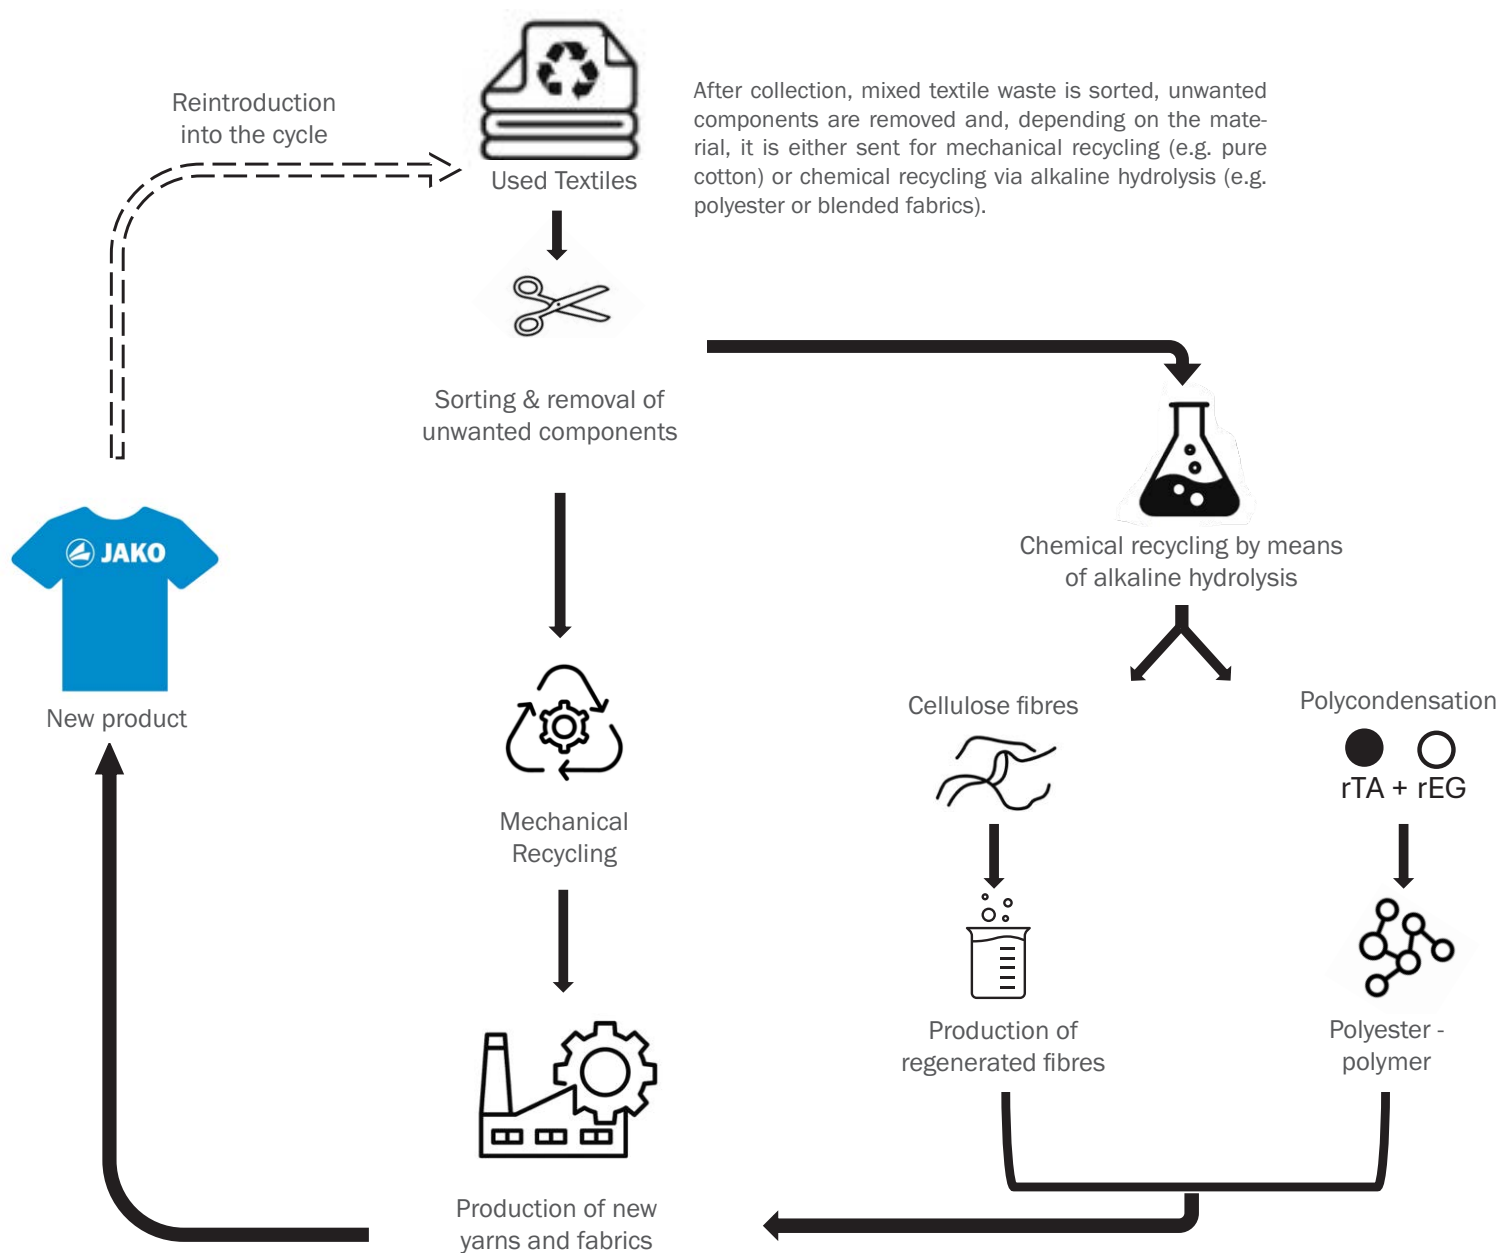 Reintroduction
into the cycle
After collection, mixed textile waste is sorted, unwanted
components are removed and, depending on the mate-
rial, it is either sent for mechanical recycling (e.g. pure
cotton) or chemical recycling via alkaline hydrolysis (e.g.
polyester or blended fabrics).
Used Textiles
Sorting & removal of
unwanted components
JAKO
New product
Chemical recycling by means
of alkaline hydrolysis
Cellulose fibres
Polycondensation
rTA + rEG
Mechanical
Recycling
Production of
regenerated fibres
Polyester -
polymer
Production of new
yarns and fabrics